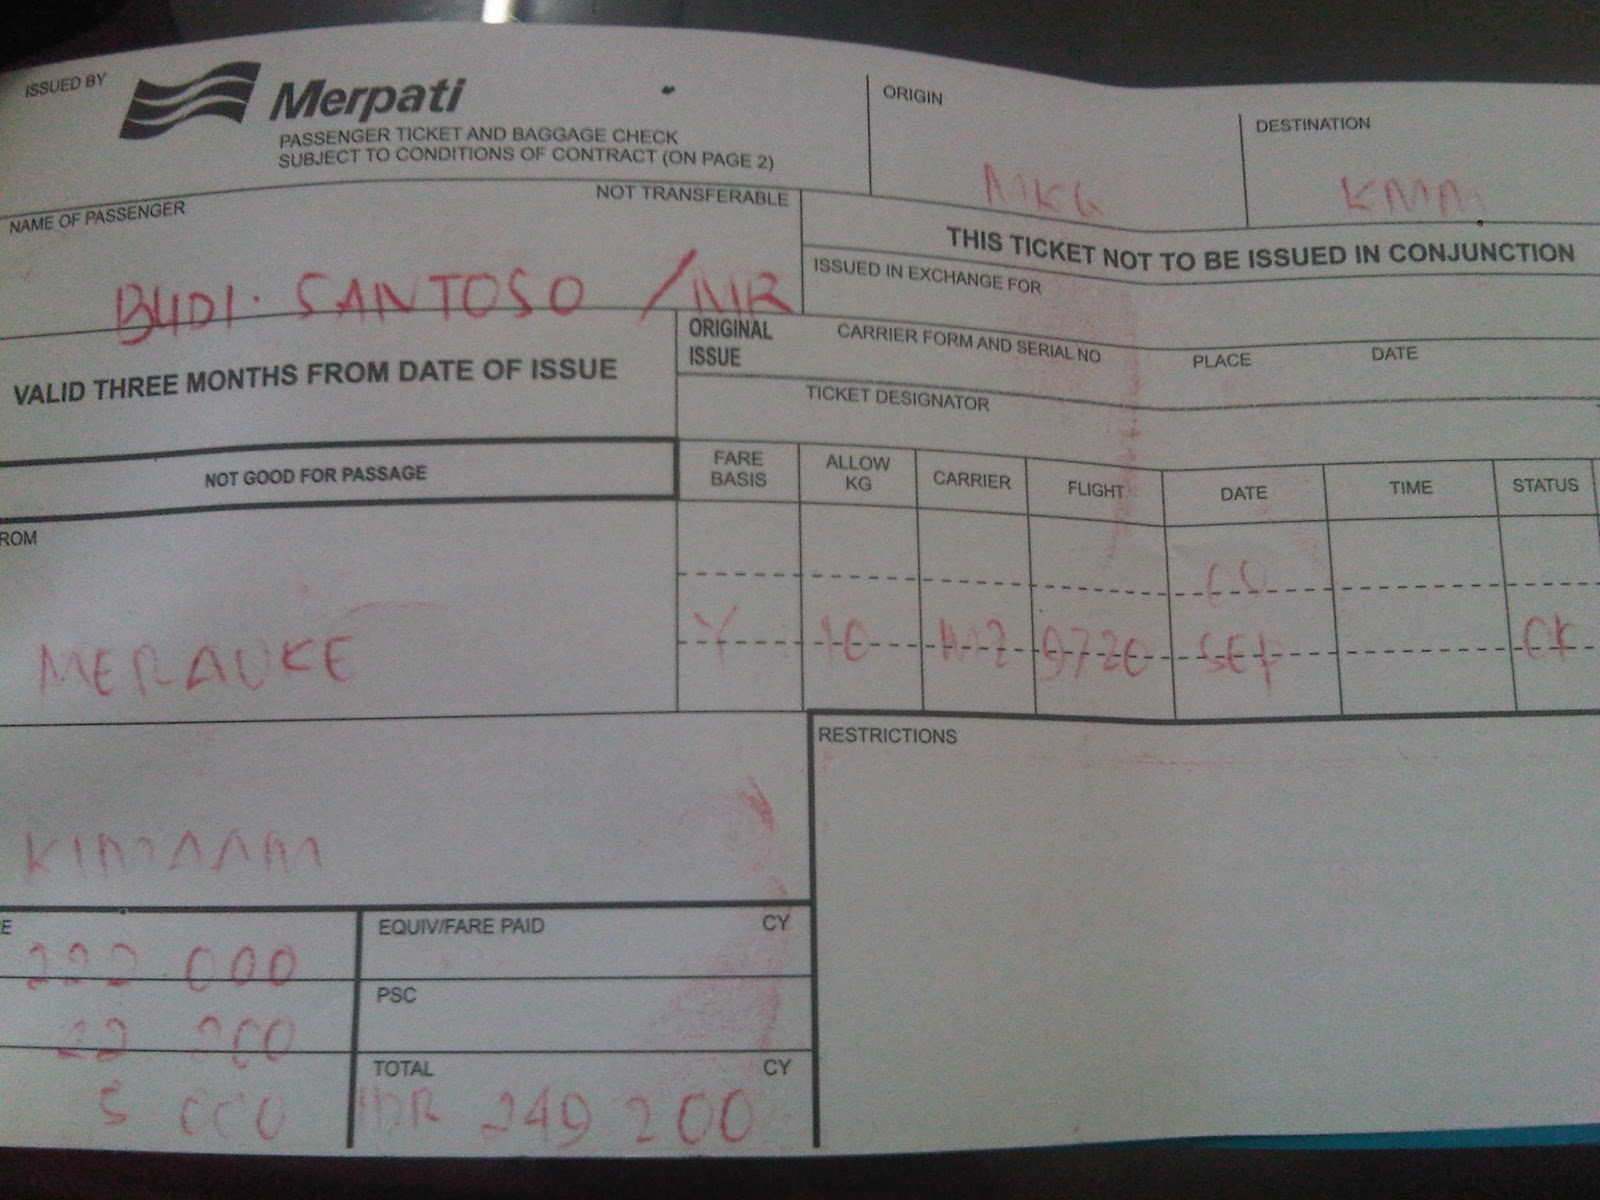 ISSUED BY
Merpati
PASSENGER TICKET AND BAGGAGE CHECK
SUBJECT TO CONDITIONS OF CONTRACT (ON PAGE 2)
ORIGIN
MKG
DESTINATION
KMM
NAME OF PASSENGER
NOT TRANSFERABLE
BUDI. SANTOSO /MR
THIS TICKET NOT TO BE ISSUED IN CONJUNCTION
ISSUED IN EXCHANGE FOR
VALID THREE MONTHS FROM DATE OF ISSUE
ORIGINAL ISSUE
CARRIER FORM AND SERIAL NO PLACE DATE
TICKET DESIGNATOR
NOT GOOD FOR PASSAGE
FARE BASIS
ALLOW KG
CARRIER
FLIGHT
DATE
TIME
STATUS
ROM
MERAUKE
Y 10 MZ 9720 SEP OK
KIMAAM
RESTRICTIONS
E
222.000
EQUIV/FARE PAID CY
22 200
PSC
5 000
TOTAL CY
IDR 249 200